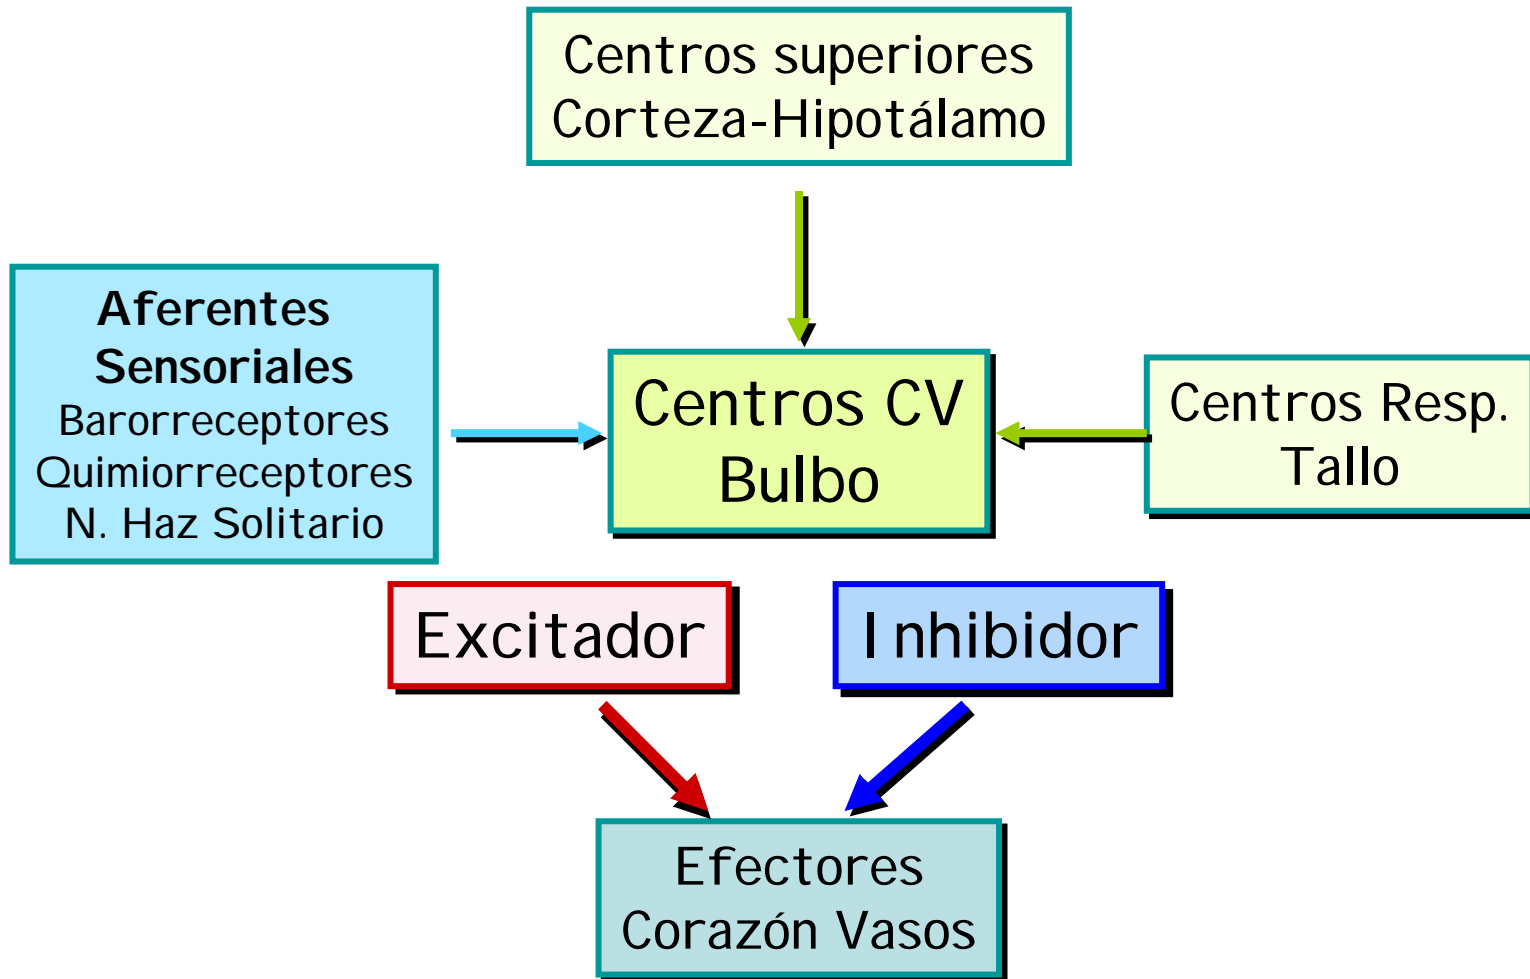 Centros superiores
Corteza-Hipotálamo
Aferentes
Sensoriales
Barorreceptores
Quimiorreceptores
N. Haz Solitario
Centros CV
Bulbo
Centros Resp.
Tallo
Excitador
Inhibidor
Efectores
Corazón Vasos